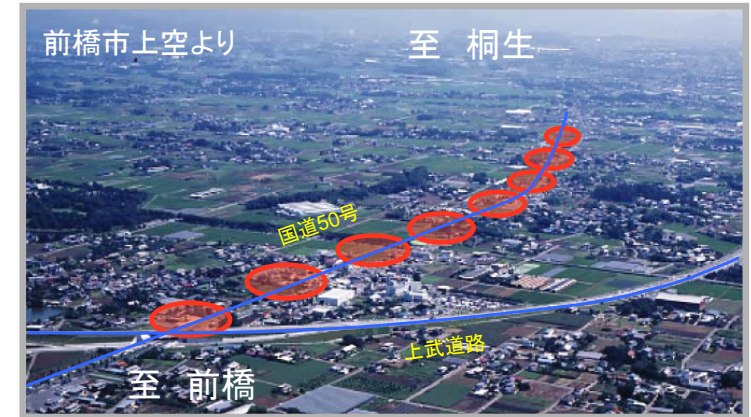 前橋市上空より
至 桐生
国道50号
上武道路
至 前橋